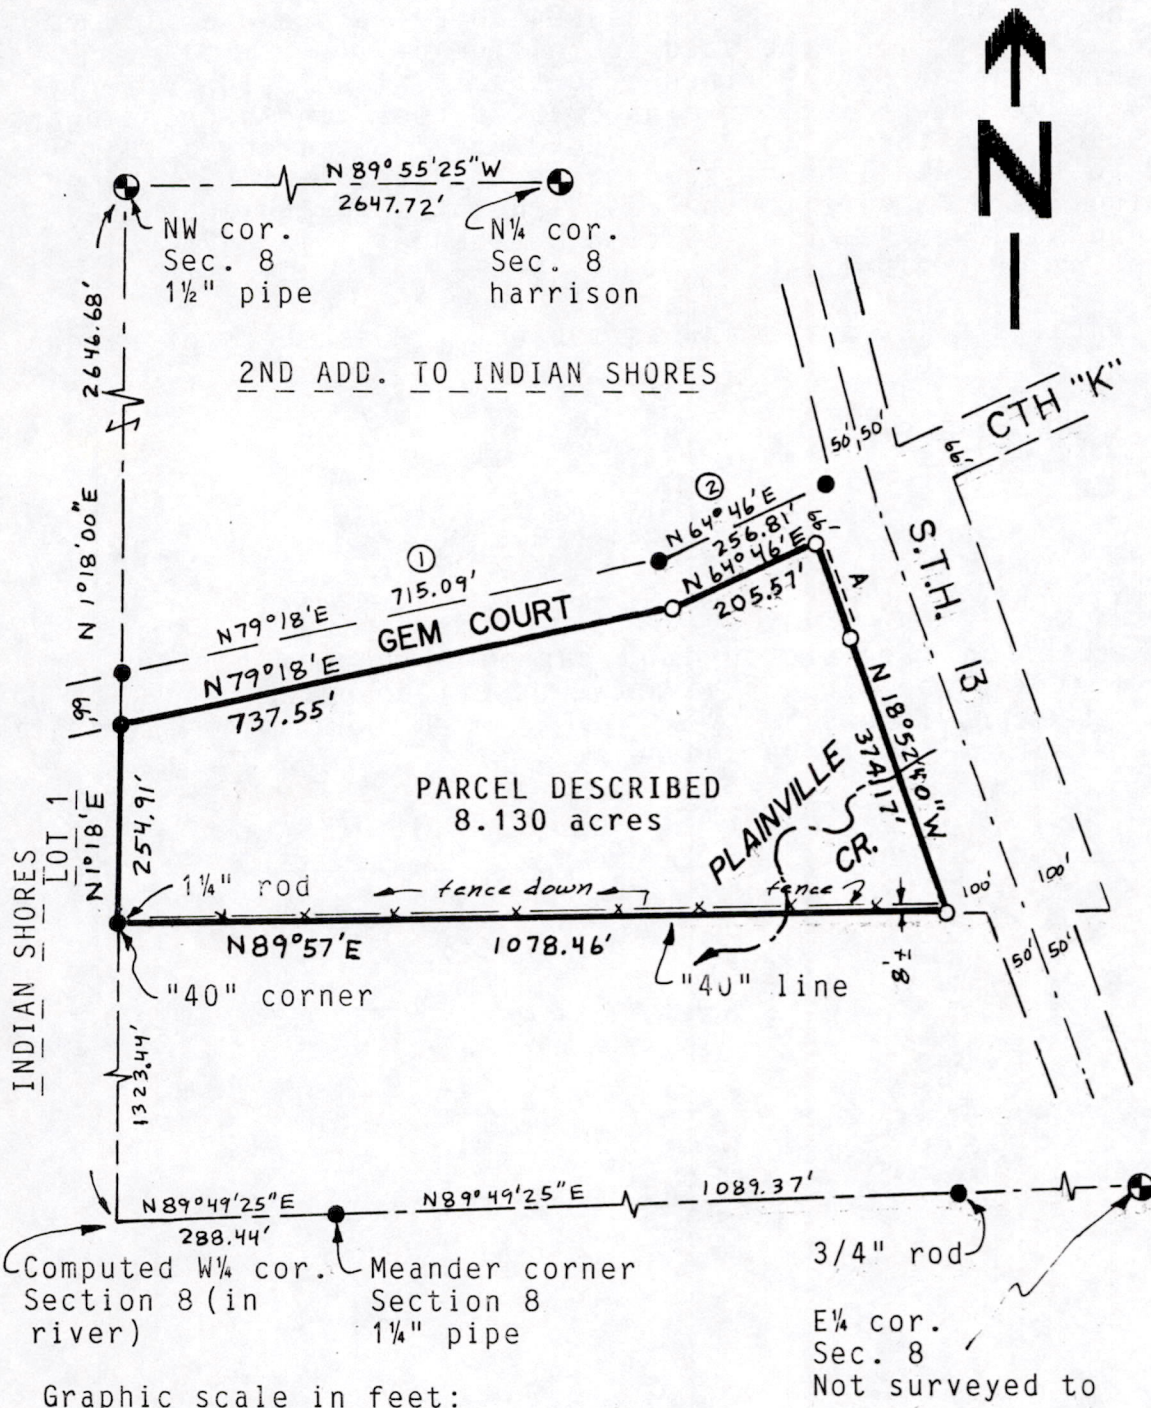 N
N 89° 55' 25" W
2647.72'
NW cor.
Sec. 8
1½" pipe
N¼ cor.
Sec. 8
harrison
2646.68'
2ND ADD. TO INDIAN SHORES
CTH "K"
50' 50'
66'
②
N 64° 46' E
256.81'
66'
N 64° 46' E
205.57'
A
S.T.H. 13
N 1° 18' 00" E
①
715.09'
N 79° 18' E
GEM COURT
N 79° 18' E
737.55'
66'
N 18° 52' 40" W
374.17'
PARCEL DESCRIBED
8.130 acres
PLAINVILLE
CR.
INDIAN SHORES
LOT 1
N 1° 18' E
254.91'
1¼" rod
fence down
fence
100'
100'
N 89° 57' E
1078.46'
±8'
50' 50'
"40" corner
"40" line
1323.44'
N 89° 49' 25" E
288.44'
N 89° 49' 25" E
1089.37'
Computed W¼ cor.
Section 8 (in
river)
Meander corner
Section 8
1¼" pipe
3/4" rod
E¼ cor.
Sec. 8
Not surveyed to
Graphic scale in feet: